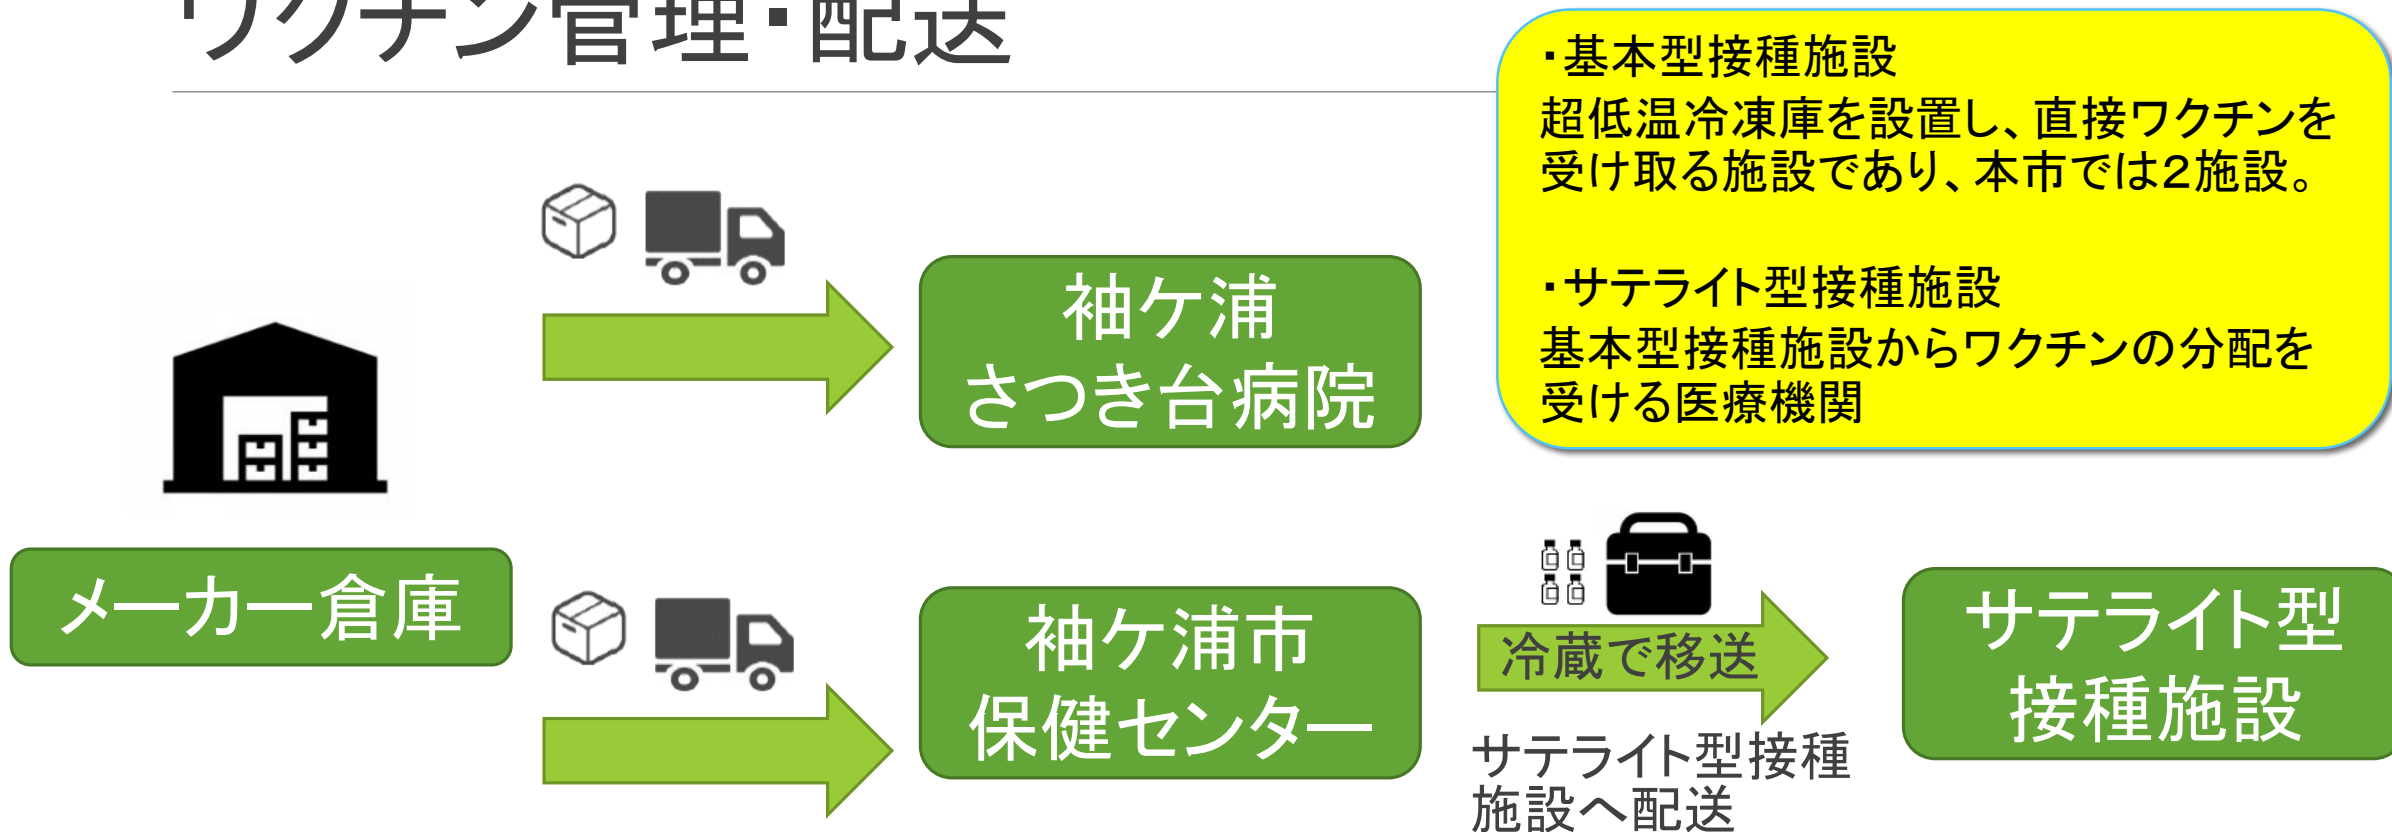 ワクチン管理・配送
・基本型接種施設
超低温冷凍庫を設置し、直接ワクチンを
受け取る施設であり、本市では２施設。
・サテライト型接種施設
基本型接種施設からワクチンの分配を
受ける医療機関
袖ケ浦
さつき台病院
メーカー倉庫
袖ケ浦市
保健センター
冷蔵で移送
サテライト型接種
施設へ配送
サテライト型
接種施設